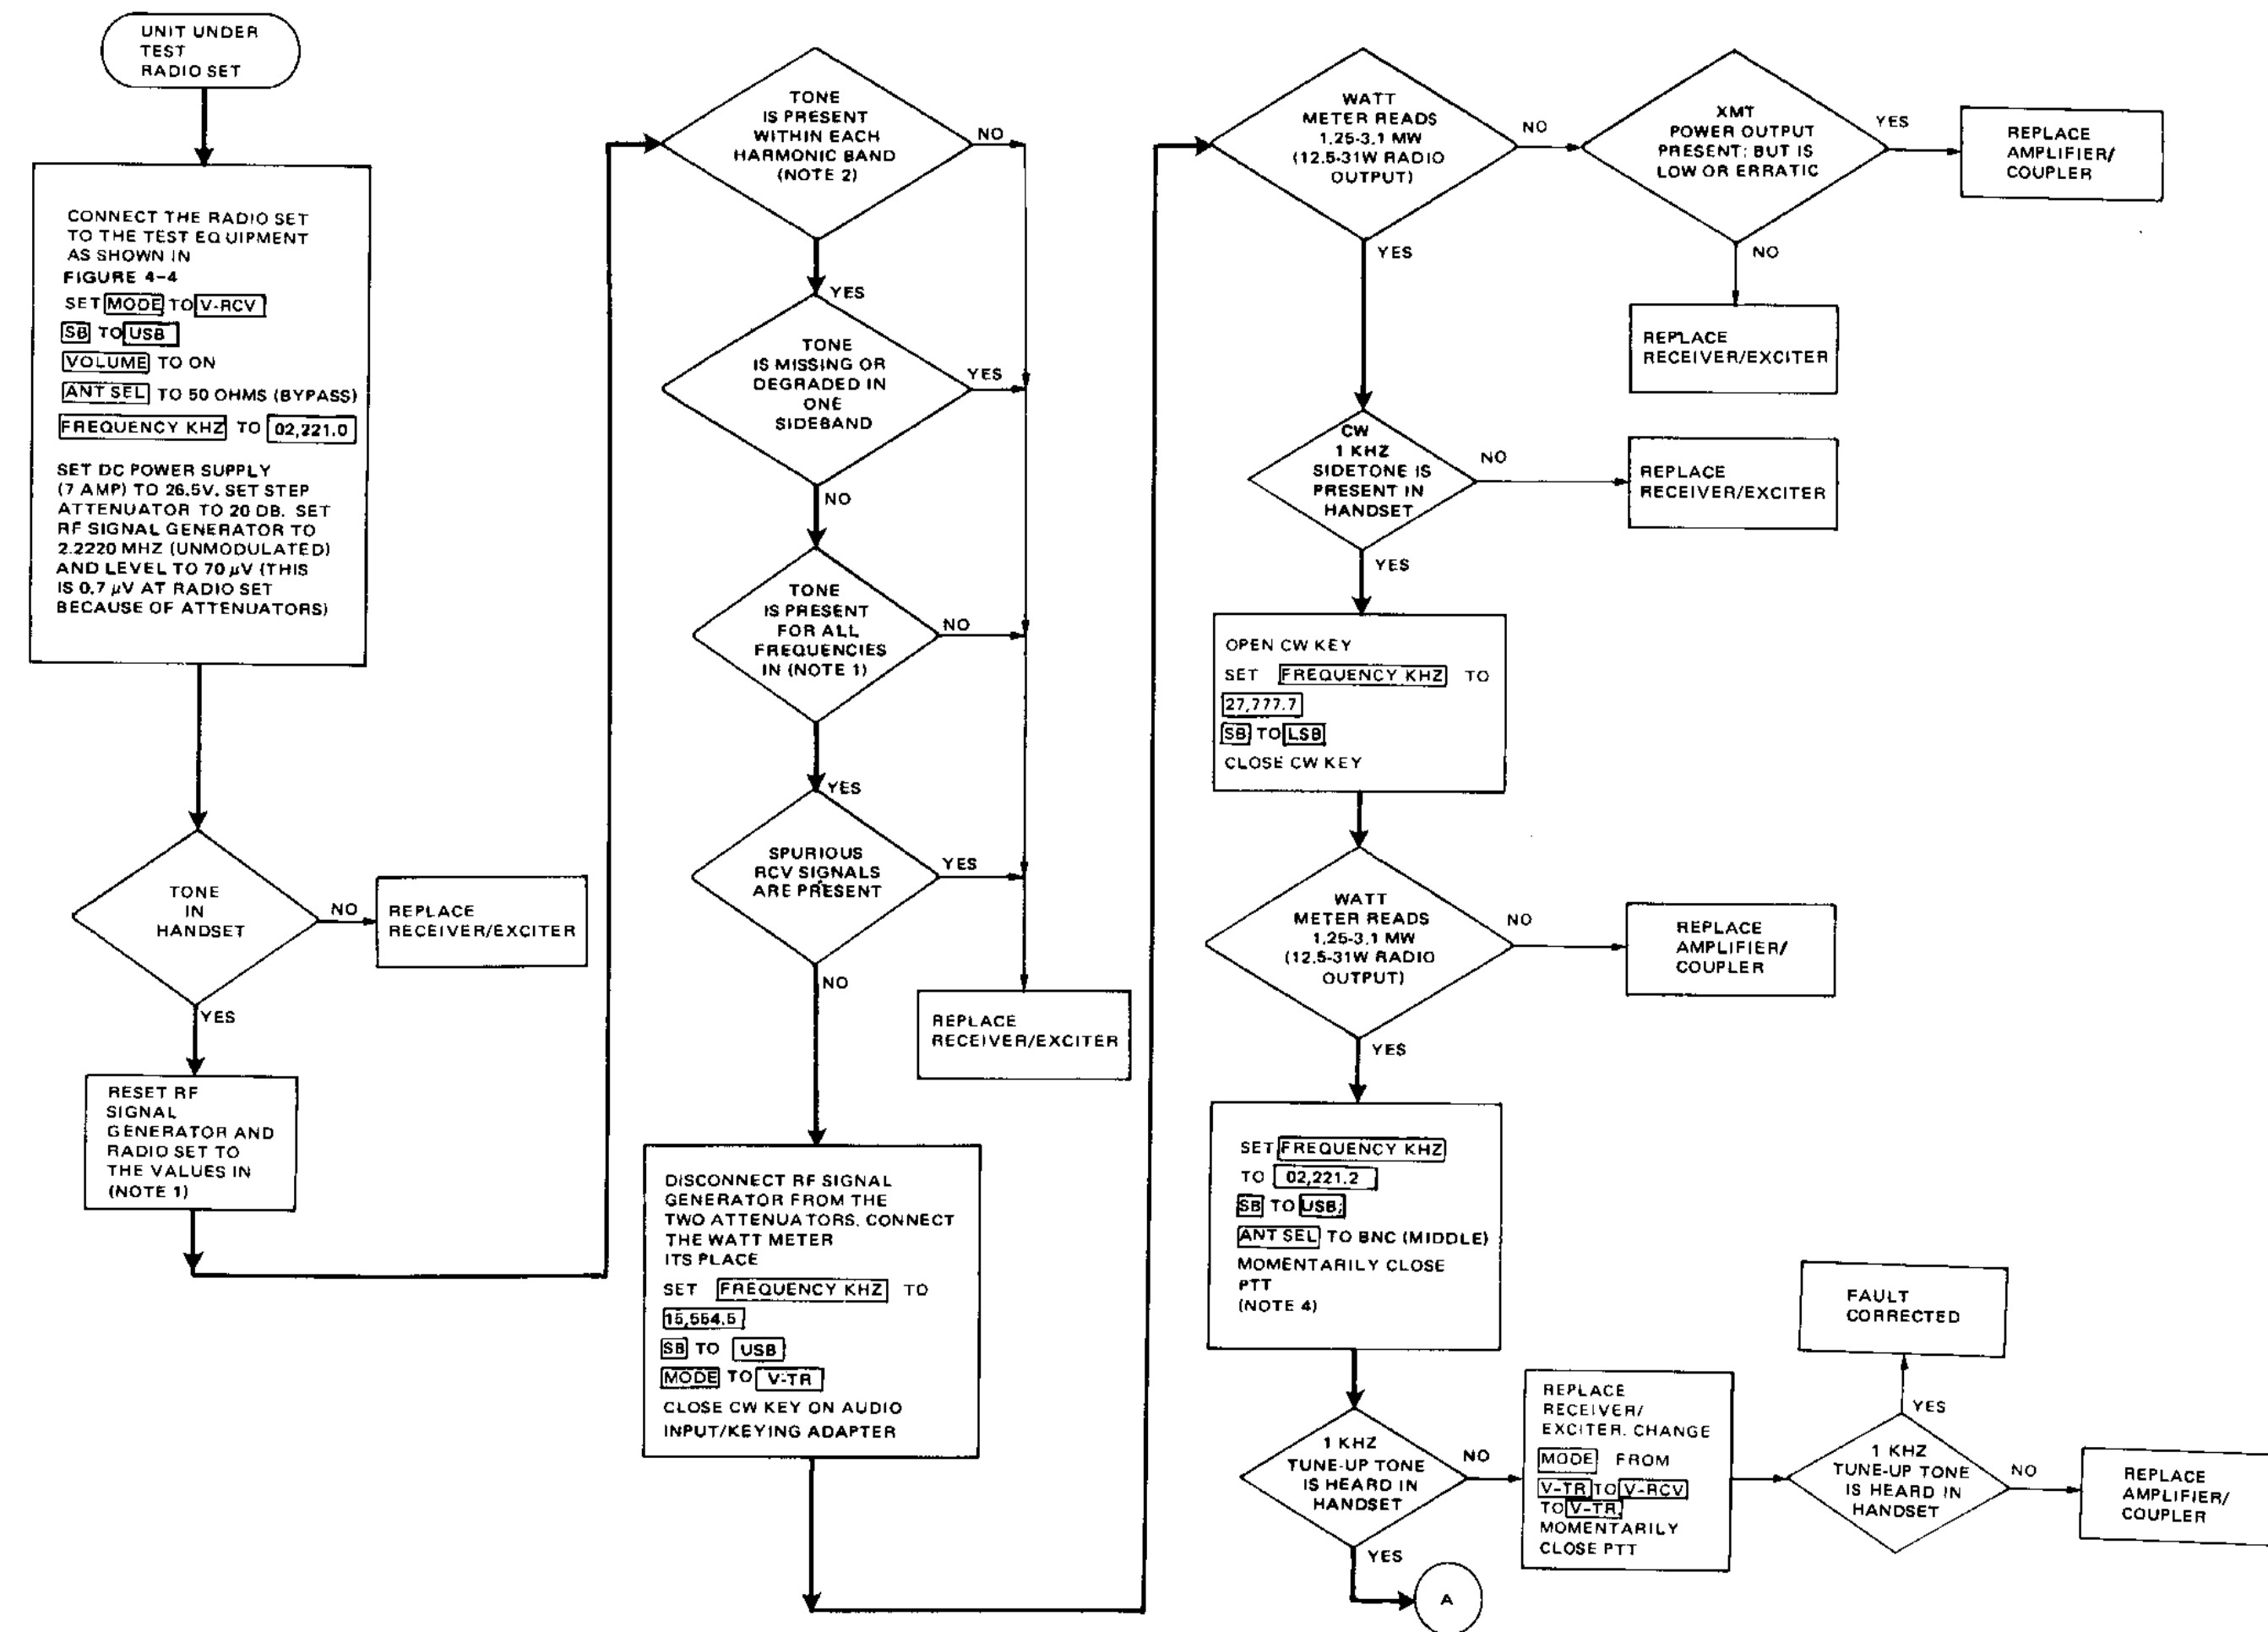 UNIT UNDER
TEST
RADIO SET
CONNECT THE RADIO SET
TO THE TEST EQUIPMENT
AS SHOWN IN
FIGURE 4-4
SET MODE TO V-RCV
SB TO USB
VOLUME TO ON
ANT SEL TO 50 OHMS (BYPASS)
FREQUENCY KHZ TO 02,221.0
SET DC POWER SUPPLY
(7 AMP) TO 26.5V. SET STEP
ATTENUATOR TO 20 DB. SET
RF SIGNAL GENERATOR TO
2.2220 MHZ (UNMODULATED)
AND LEVEL TO 70 µV (THIS
IS 0.7 µV AT RADIO SET
BECAUSE OF ATTENUATORS)
TONE
IN
HANDSET
NO
REPLACE
RECEIVER/EXCITER
YES
RESET RF
SIGNAL
GENERATOR AND
RADIO SET TO
THE VALUES IN
(NOTE 1)
TONE
IS PRESENT
WITHIN EACH
HARMONIC BAND
(NOTE 2)
NO
YES
TONE
IS MISSING OR
DEGRADED IN
ONE
SIDEBAND
YES
NO
TONE
IS PRESENT
FOR ALL
FREQUENCIES
IN (NOTE 1)
NO
YES
SPURIOUS
RCV SIGNALS
ARE PRESENT
YES
NO
REPLACE
RECEIVER/EXCITER
DISCONNECT RF SIGNAL
GENERATOR FROM THE
TWO ATTENUATORS. CONNECT
THE WATT METER
ITS PLACE
SET FREQUENCY KHZ TO
15,554.5
SB TO USB
MODE TO V-TR
CLOSE CW KEY ON AUDIO
INPUT/KEYING ADAPTER
WATT
METER READS
1.25-3.1 MW
(12.5-31W RADIO
OUTPUT)
NO
YES
XMT
POWER OUTPUT
PRESENT; BUT IS
LOW OR ERRATIC
YES
REPLACE
AMPLIFIER/
COUPLER
NO
REPLACE
RECEIVER/EXCITER
CW
1 KHZ
SIDETONE IS
PRESENT IN
HANDSET
NO
REPLACE
RECEIVER/EXCITER
YES
OPEN CW KEY
SET FREQUENCY KHZ TO
27,777.7
SB TO LSB
CLOSE CW KEY
WATT
METER READS
1.25-3.1 MW
(12.5-31W RADIO
OUTPUT)
NO
REPLACE
AMPLIFIER/
COUPLER
YES
SET FREQUENCY KHZ
TO 02,221.2
SB TO USB;
ANT SEL TO BNC (MIDDLE)
MOMENTARILY CLOSE
PTT
(NOTE 4)
1 KHZ
TUNE-UP TONE
IS HEARD IN
HANDSET
NO
YES
A
REPLACE
RECEIVER/
EXCITER. CHANGE
MODE FROM
V-TR TO V-RCV
TO V-TR.
MOMENTARILY
CLOSE PTT
1 KHZ
TUNE-UP TONE
IS HEARD IN
HANDSET
YES
FAULT
CORRECTED
NO
REPLACE
AMPLIFIER/
COUPLER